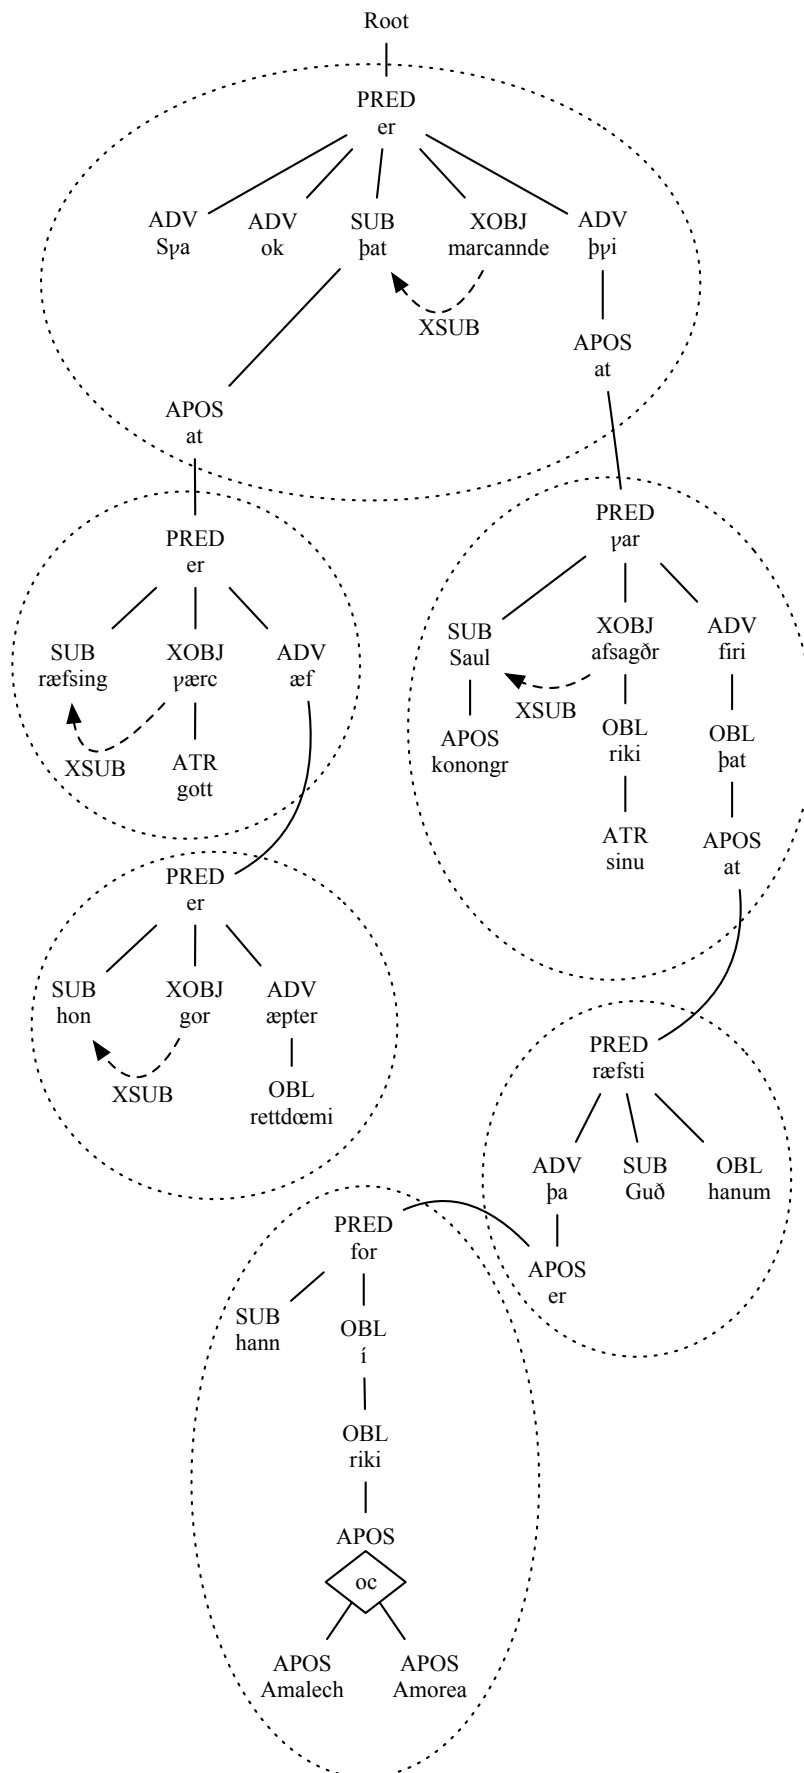 Root
PRED
er
ADV ADV SUB XOBJ ADV
Sꝩa ok þat marcannde þꝩi
XSUB
APOS
at
APOS
at
PRED
er
SUB XOBJ ADV
ræfsing ꝩærc æf
XSUB
ATR
gott
PRED
er
SUB XOBJ ADV
hon gor æpter
XSUB
OBL
rettdœmi
PRED
ꝩar
SUB XOBJ ADV
Saul afsagðr firi
XSUB
APOS OBL OBL
konongr riki þat
ATR APOS
sinu at
PRED
ræfsti
ADV SUB OBL
þa Guð hanum
APOS
er
PRED
for
SUB OBL
hann í
OBL
riki
APOS
oc
APOS APOS
Amalech Amorea